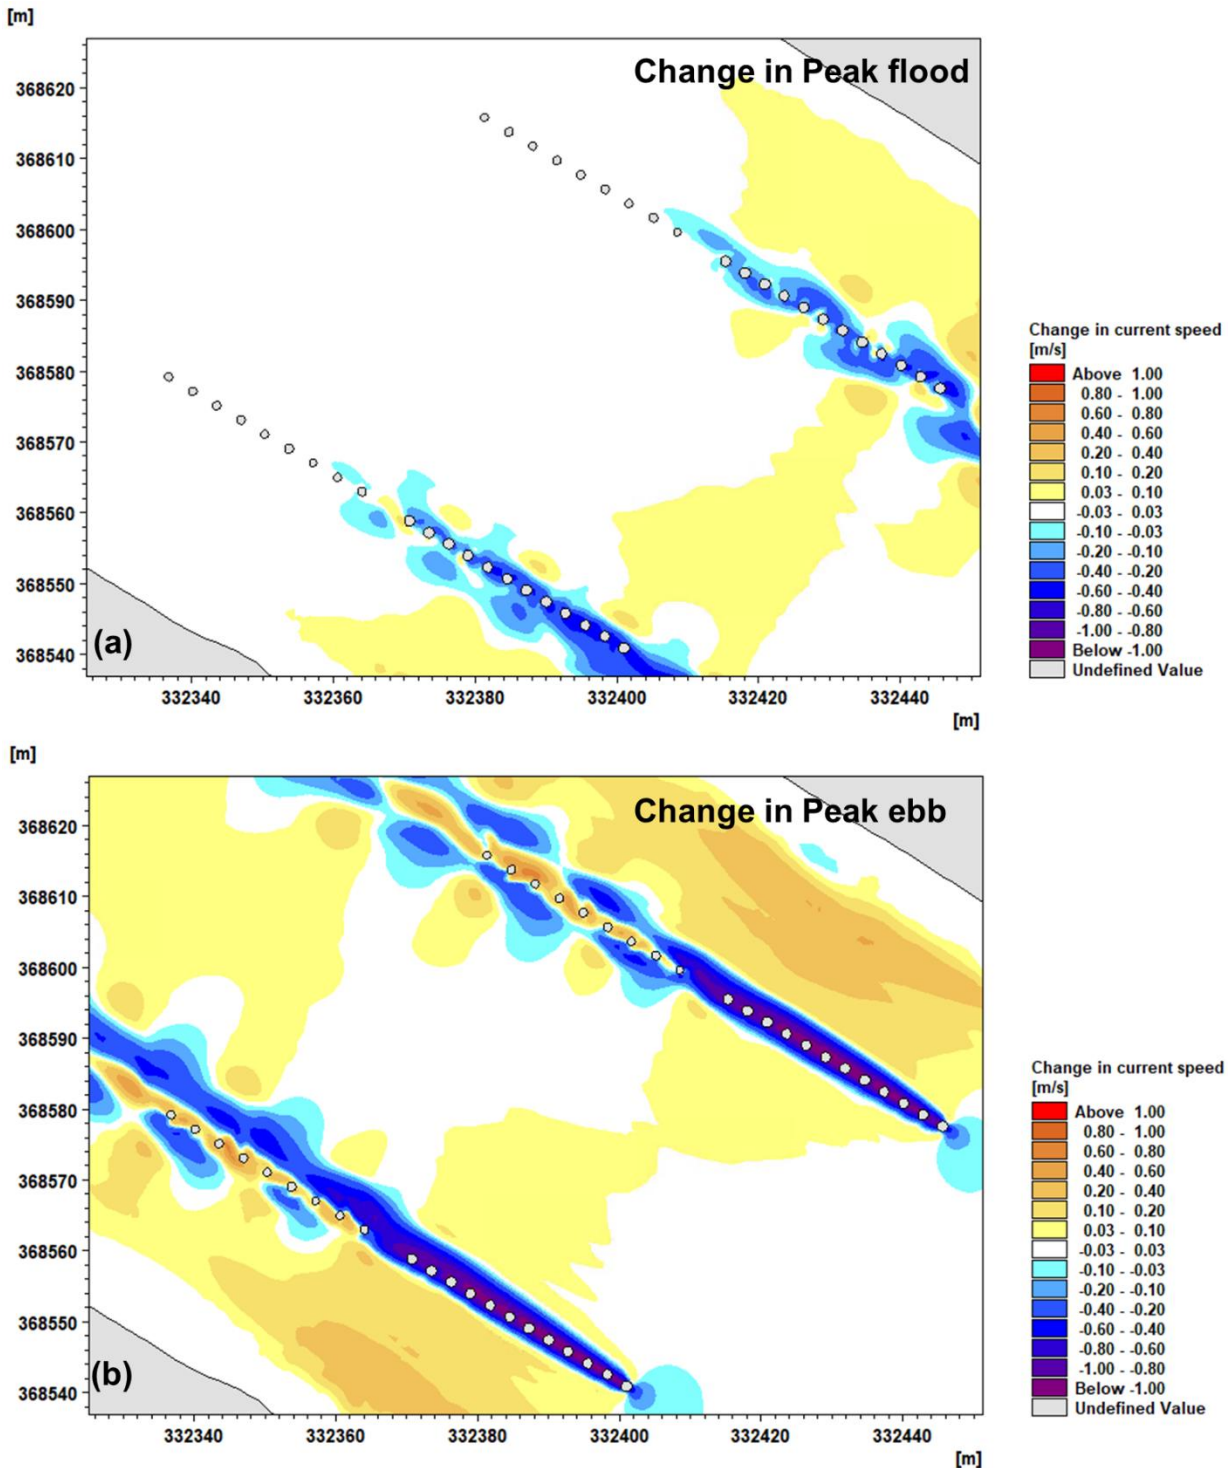 [m]
Change in Peak flood
368620
368610
368600
368590
368580
368570
368560
368550
368540
(a)
332340 332360 332380 332400 332420 332440
[m]
Change in current speed
[m/s]
Above 1.00
0.80 - 1.00
0.60 - 0.80
0.40 - 0.60
0.20 - 0.40
0.10 - 0.20
0.03 - 0.10
-0.03 - 0.03
-0.10 - -0.03
-0.20 - -0.10
-0.40 - -0.20
-0.60 - -0.40
-0.80 - -0.60
-1.00 - -0.80
Below -1.00
Undefined Value
[m]
Change in Peak ebb
368620
368610
368600
368590
368580
368570
368560
368550
368540
(b)
332340 332360 332380 332400 332420 332440
[m]
Change in current speed
[m/s]
Above 1.00
0.80 - 1.00
0.60 - 0.80
0.40 - 0.60
0.20 - 0.40
0.10 - 0.20
0.03 - 0.10
-0.03 - 0.03
-0.10 - -0.03
-0.20 - -0.10
-0.40 - -0.20
-0.60 - -0.40
-0.80 - -0.60
-1.00 - -0.80
Below -1.00
Undefined Value